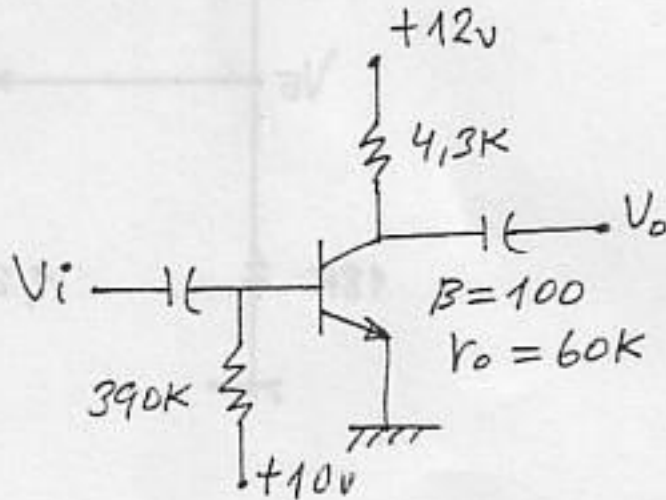 +12v
4,3K
Vi
Vo
β=100
ro=60K
390K
+10v